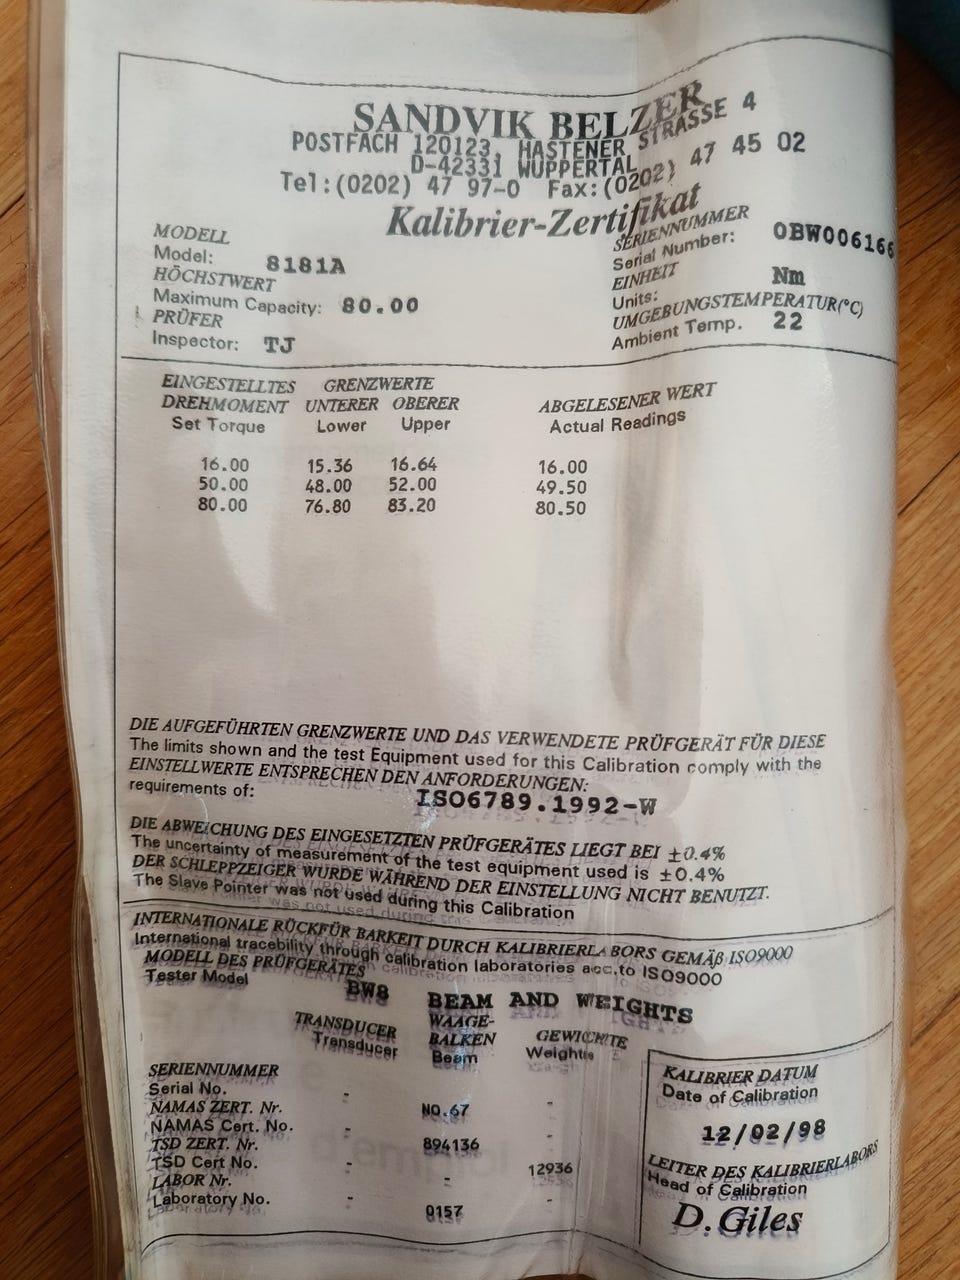 SANDVIK BELZER
POSTFACH 120123, HASTENER STRASSE 4
D-42331 WUPPERTAL
Tel:(0202) 47 97-0 Fax:(0202) 47 45 02
Kalibrier-Zertifikat
MODELL
Model: 8181A
HÖCHSTWERT
Maximum Capacity: 80.00
PRÜFER
Inspector: TJ
SERIENNUMMER
Serial Number: 0BW006166
EINHEIT
Units: Nm
UMGEBUNGSTEMPERATUR(°C)
Ambient Temp. 22
EINGESTELLTES GRENZWERTE
DREHMOMENT UNTERER OBERER ABGELESENER WERT
Set Torque Lower Upper Actual Readings
16.00 15.36 16.64 16.00
50.00 48.00 52.00 49.50
80.00 76.80 83.20 80.50
DIE AUFGEFÜHRTEN GRENZWERTE UND DAS VERWENDETE PRÜFGERÄT FÜR DIESE
The limits shown and the test Equipment used for this Calibration comply with the
EINSTELLWERTE ENTSPRECHEN DEN ANFORDERUNGEN:
requirements of: ISO6789.1992-W
DIE ABWEICHUNG DES EINGESETZTEN PRÜFGERÄTES LIEGT BEI ±0.4%
The uncertainty of measurement of the test equipment used is ±0.4%
DER SCHLEPPZEIGER WURDE WÄHREND DER EINSTELLUNG NICHT BENUTZT.
The Slave Pointer was not used during this Calibration
INTERNATIONALE RÜCKFÜR BARKEIT DURCH KALIBRIERLABORS GEMÄß ISO9000
International tracebility through calibration laboratories acc.to ISO9000
MODELL DES PRÜFGERÄTES
Tester Model BW8 BEAM AND WEIGHTS
TRANSDUCER WAAGE- GEWICHTE
Transducer BALKEN Weights
Beam
SERIENNUMMER
Serial No. - NO.67 -
NAMAS ZERT. Nr.
NAMAS Cert. No. - 894136
TSD ZERT. Nr.
TSD Cert No. - - 12936
LABOR Nr.
Laboratory No. - 0157
KALIBRIER DATUM
Date of Calibration
12/02/98
LEITER DES KALIBRIERLABORS
Head of Calibration
D. Giles